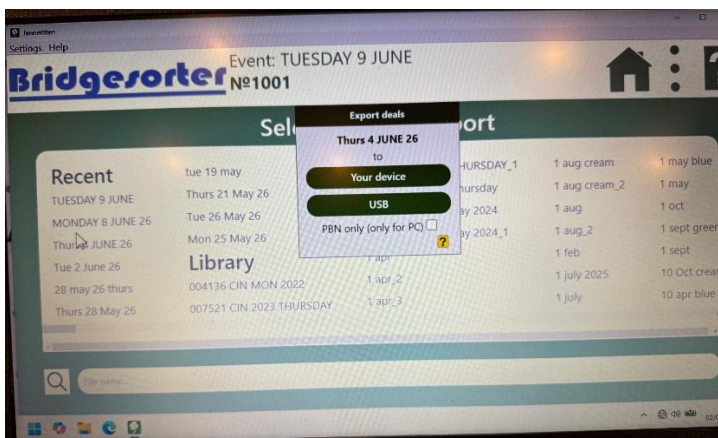 Jannersten
Settings Help
Bridgesorter
Event: TUESDAY 9 JUNE
№1001
Export deals
Thurs 4 JUNE 26
to
Your device
USB
PBN only (only for PC)
?
Recent
TUESDAY 9 JUNE
MONDAY 8 JUNE 26
Thurs 4 JUNE 26
Tue 2 June 26
28 may 26 thurs
Thurs 28 May 26
tue 19 may
Thurs 21 May 26
Tue 26 May 26
Mon 25 May 26
Library
004136 CIN MON 2022
007521 CIN 2023 THURSDAY
1 apr
1 apr_2
1 apr_3
1 aug cream
1 aug cream_2
1 aug
1 aug_2
1 feb
1 july 2025
1 july
1 may blue
1 may
1 oct
1 sept
10 apr blue
File name...